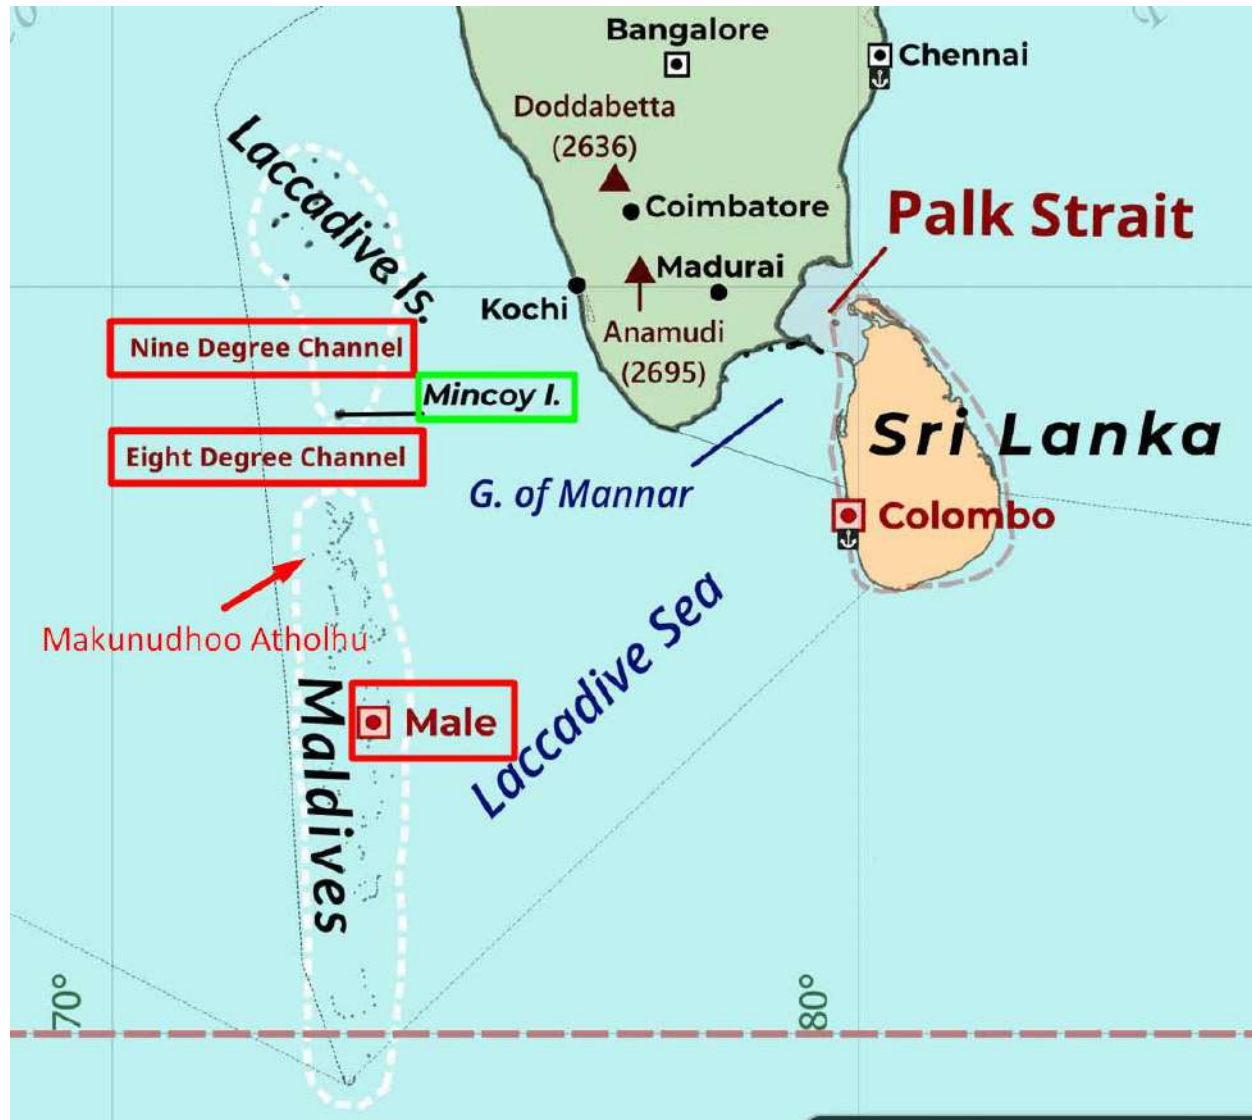 Bangalore
Chennai
Doddabetta
(2636)
Laccadive Is.
Coimbatore
Palk Strait
Madurai
Kochi
Anamudi
(2695)
Nine Degree Channel
Mincoy I.
Eight Degree Channel
Sri Lanka
G. of Mannar
Colombo
Makunudhoo Atholhu
Laccadive Sea
Maldives
Male
70°
80°